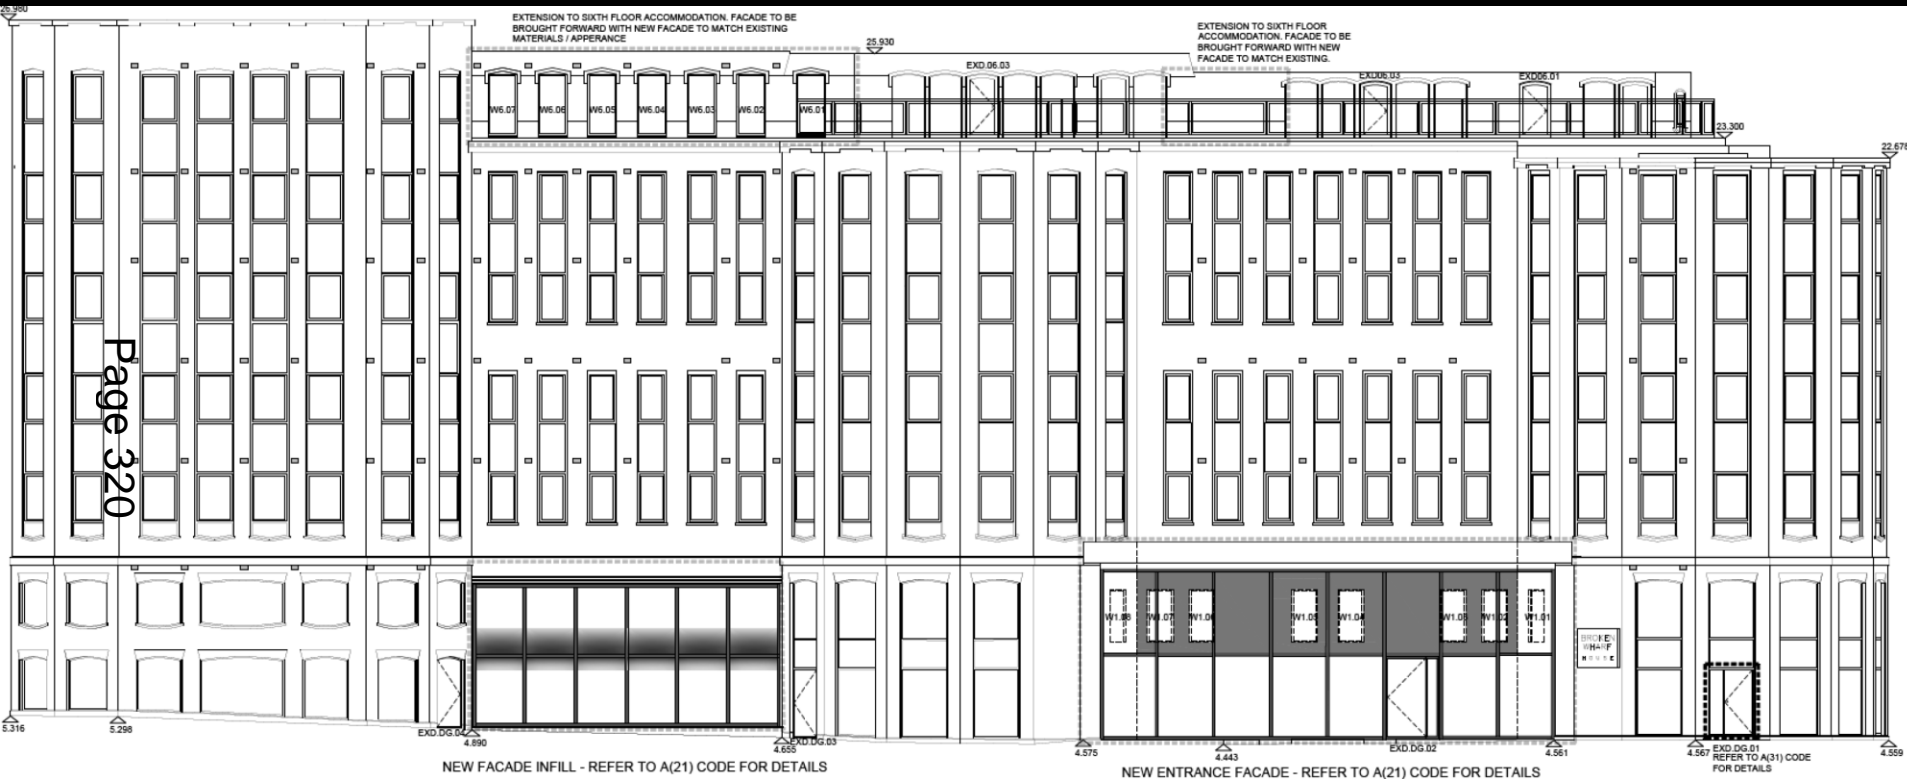 26.980
EXTENSION TO SIXTH FLOOR ACCOMMODATION. FACADE TO BE
BROUGHT FORWARD WITH NEW FACADE TO MATCH EXISTING
MATERIALS / APPERANCE
25.930
EXTENSION TO SIXTH FLOOR
ACCOMMODATION. FACADE TO BE
BROUGHT FORWARD WITH NEW
FACADE TO MATCH EXISTING.
EXD.06.03
EXD06.03
EXD06.01
W6.07
W6.06
W6.05
W6.04
W6.03
W6.02
W6.01
23.300
22.675
Page 320
W1.07
W1.05
W1.04
W1.02
W1.01
BROKEN
WHARF
HOUSE
5.316
5.298
EXD.DG.04
4.890
4.655
EXD.DG.03
4.575
4.443
EXD.DG.02
4.561
4.567
EXD.DG.01
REFER TO A(31) CODE
FOR DETAILS
4.559
NEW FACADE INFILL - REFER TO A(21) CODE FOR DETAILS
NEW ENTRANCE FACADE - REFER TO A(21) CODE FOR DETAILS